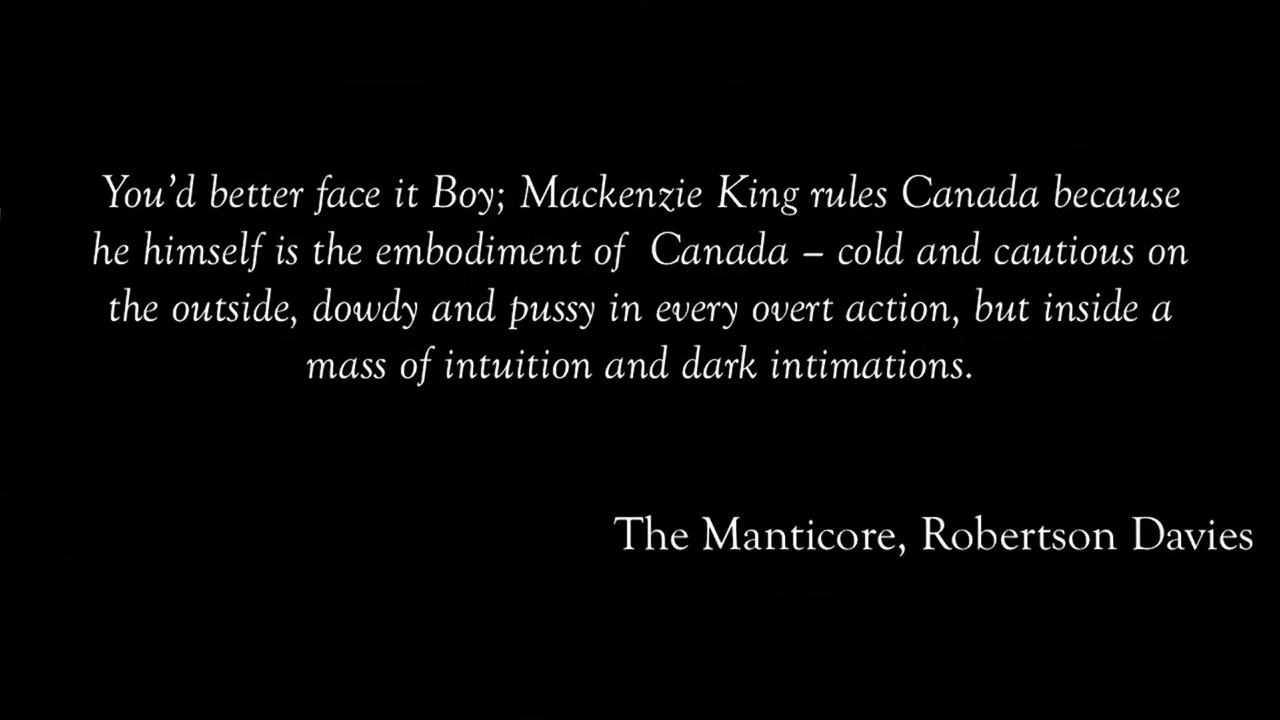 You’d better face it Boy; Mackenzie King rules Canada because
he himself is the embodiment of  Canada – cold and cautious on
the outside, dowdy and pussy in every overt action, but inside a
mass of intuition and dark intimations.
The Manticore, Robertson Davies